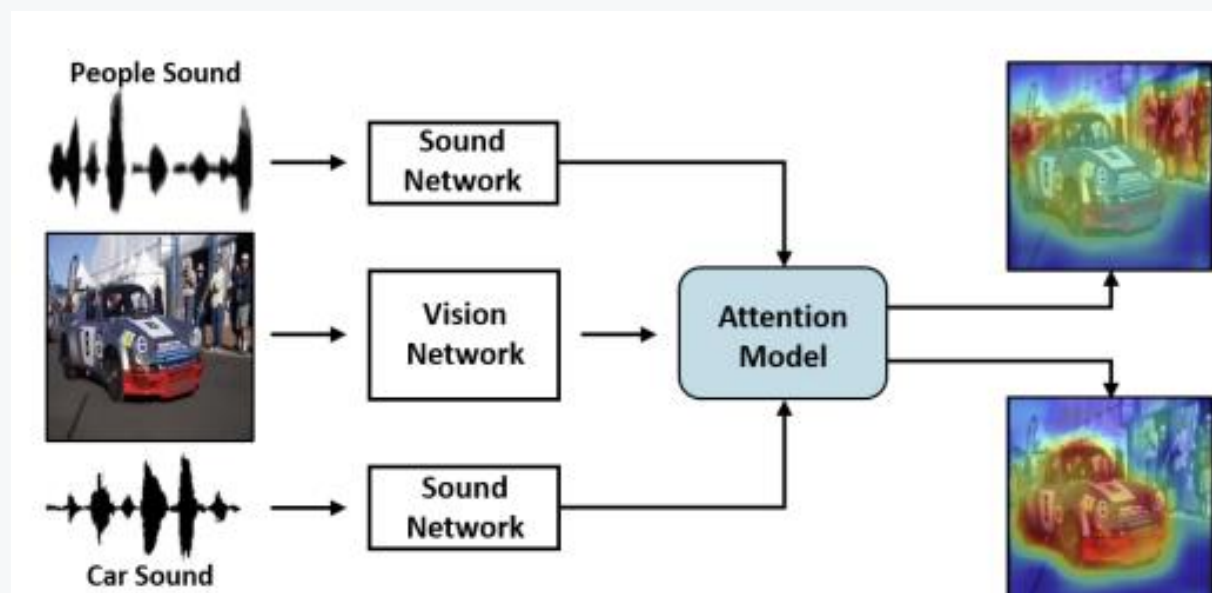 People Sound
Sound
Network
Vision
Network
Attention
Model
Sound
Network
Car Sound